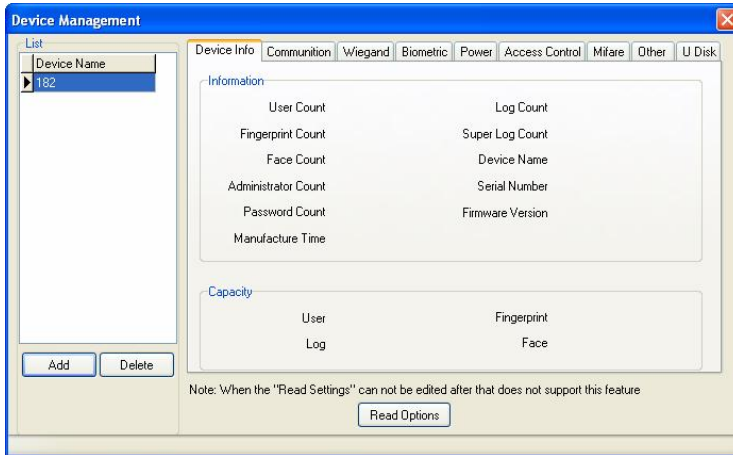 Device Management
List
Device Name
182
Add
Delete
Device Info Communition Wiegand Biometric Power Access Control Mifare Other U Disk
Information
User Count Log Count
Fingerprint Count Super Log Count
Face Count Device Name
Administrator Count Serial Number
Password Count Firmware Version
Manufacture Time
Capacity
User Fingerprint
Log Face
Note: When the "Read Settings" can not be edited after that does not support this feature
Read Options